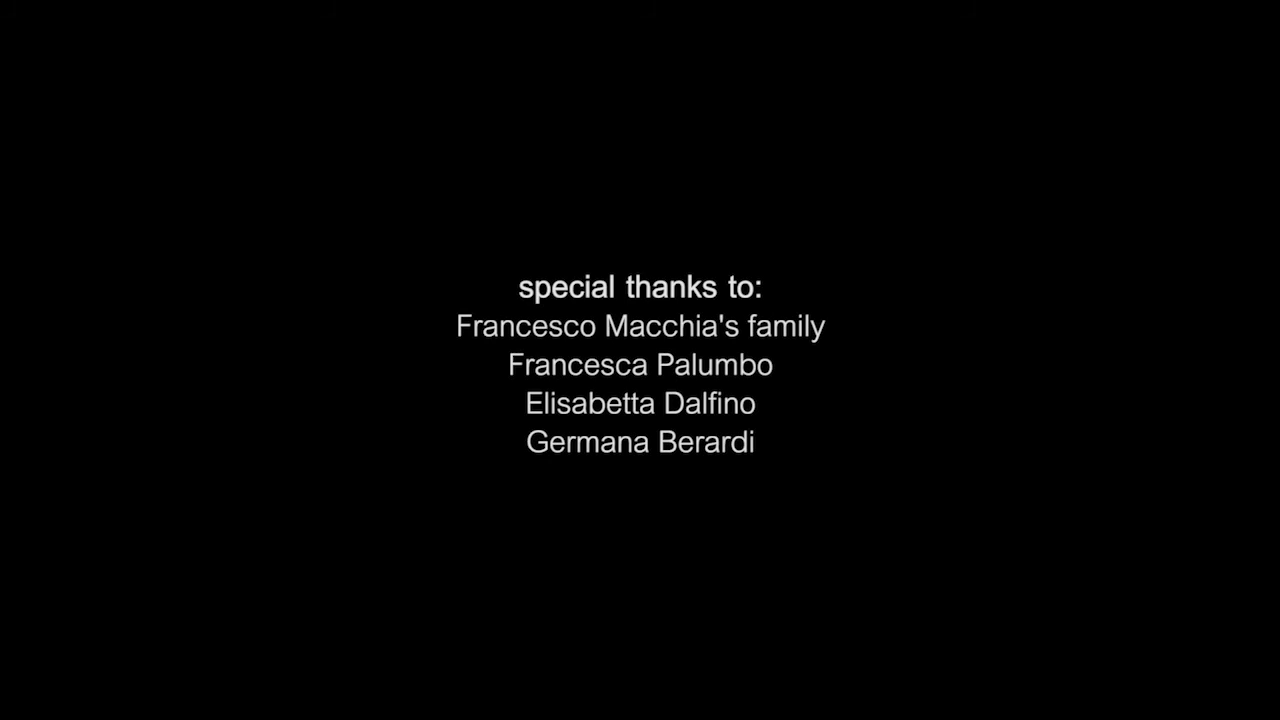 special thanks to:
Francesco Macchia's family
Francesca Palumbo
Elisabetta Dalfino
Germana Berardi